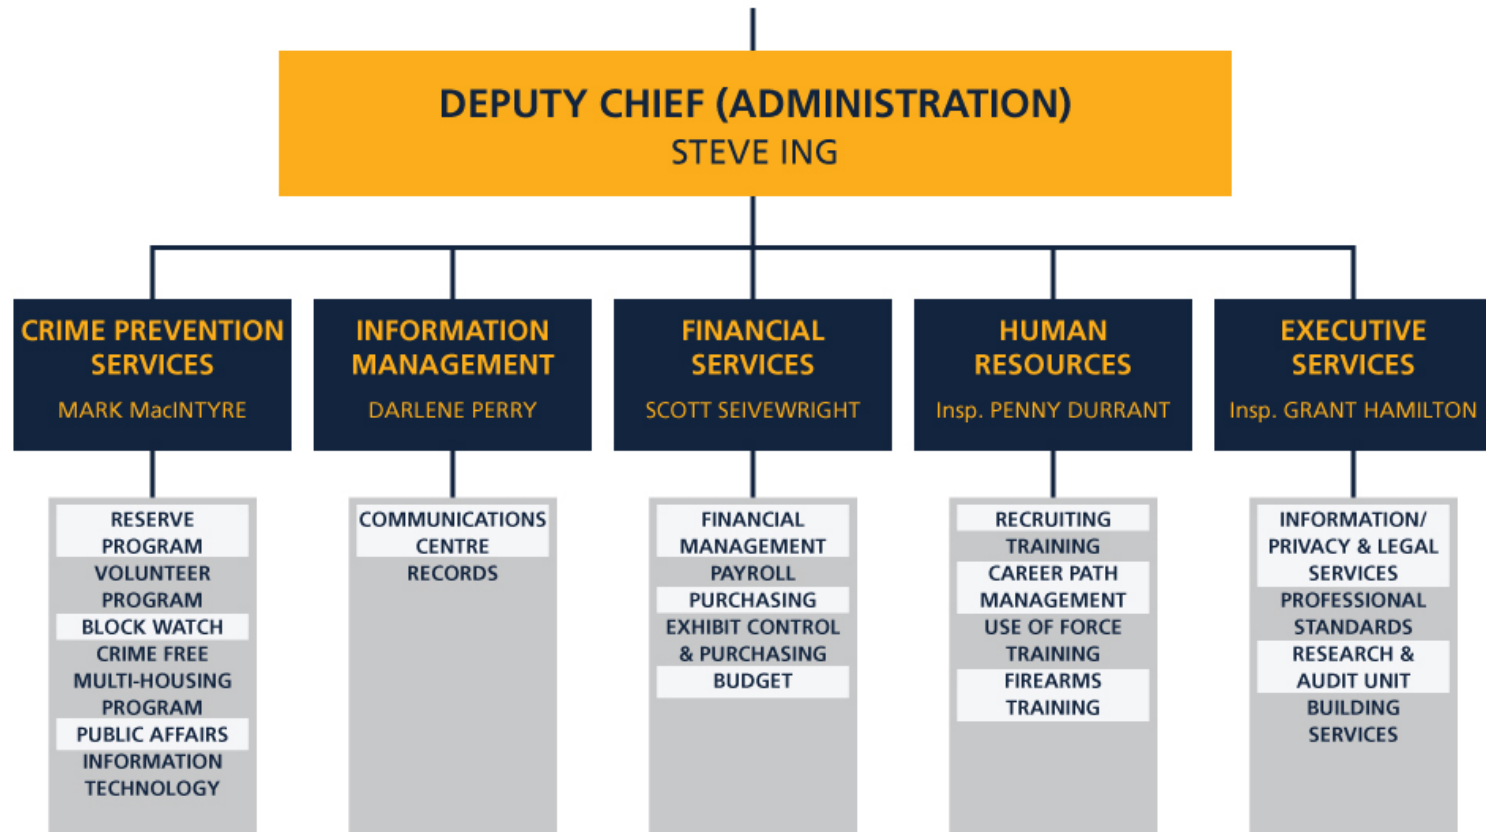 DEPUTY CHIEF (ADMINISTRATION)
STEVE ING
CRIME PREVENTION
SERVICES
MARK MacINTYRE
RESERVE
PROGRAM
VOLUNTEER
PROGRAM
BLOCK WATCH
CRIME FREE
MULTI-HOUSING
PROGRAM
PUBLIC AFFAIRS
INFORMATION
TECHNOLOGY
INFORMATION
MANAGEMENT
DARLENE PERRY
COMMUNICATIONS
CENTRE
RECORDS
FINANCIAL
SERVICES
SCOTT SEIVEWRIGHT
FINANCIAL
MANAGEMENT
PAYROLL
PURCHASING
EXHIBIT CONTROL
& PURCHASING
BUDGET
HUMAN
RESOURCES
Insp. PENNY DURRANT
RECRUITING
TRAINING
CAREER PATH
MANAGEMENT
USE OF FORCE
TRAINING
FIREARMS
TRAINING
EXECUTIVE
SERVICES
Insp. GRANT HAMILTON
INFORMATION/
PRIVACY & LEGAL
SERVICES
PROFESSIONAL
STANDARDS
RESEARCH &
AUDIT UNIT
BUILDING
SERVICES